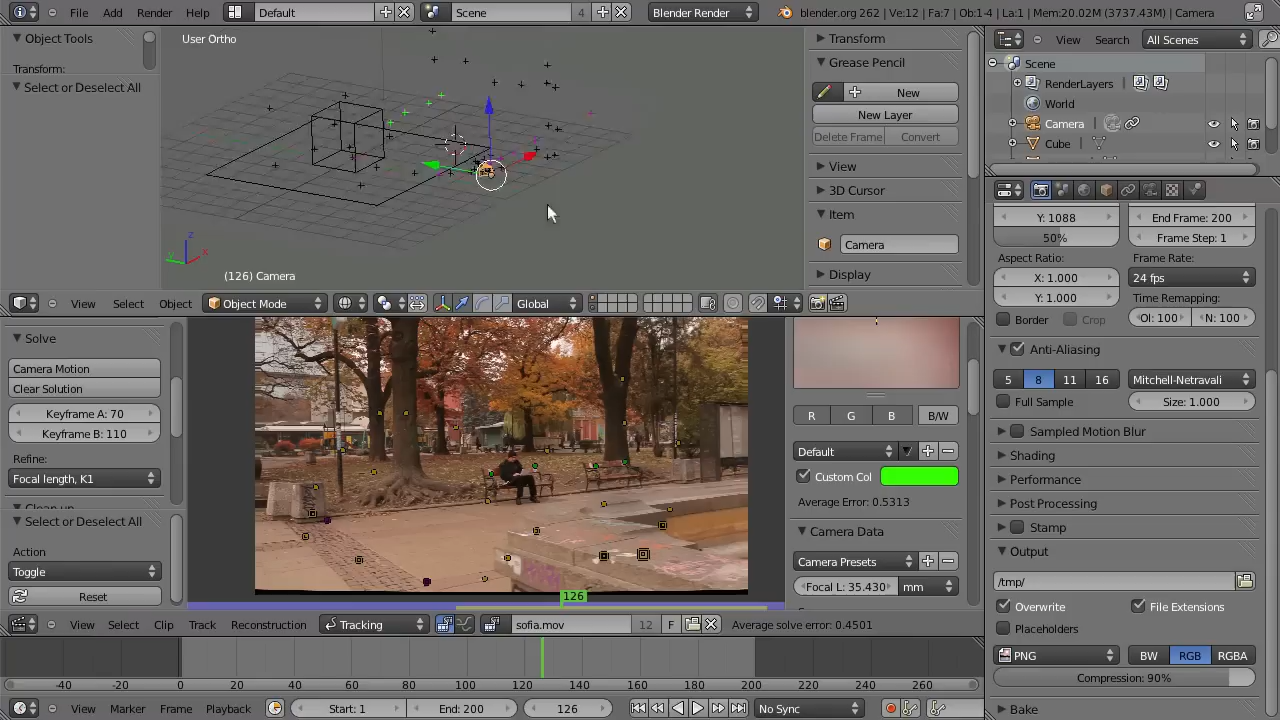 File Add Render Help Default Scene 4 Blender Render blender.org 262 | Ve:12 | Fa:7 | Ob:1-4 | La:1 | Mem:20.02M (3737.43M) | Camera
Object Tools
Transform:
Select or Deselect All
User Ortho
(126) Camera
Transform
Grease Pencil
New
New Layer
Delete Frame Convert
View
3D Cursor
Item
Camera
Display
View Search All Scenes
Scene
RenderLayers
World
Camera
Cube
View Select Object Object Mode Global
Solve
Camera Motion
Clear Solution
Keyframe A: 70
Keyframe B: 110
Refine:
Focal length, K1
Select or Deselect All
Action
Toggle
Reset
126
R G B B/W
Default
Custom Col
Average Error: 0.5313
Camera Data
Camera Presets
Focal L: 35.430 mm
View Select Clip Track Reconstruction Tracking sofia.mov 12 F Average solve error: 0.4501
-40 -20 0 20 40 60 80 100 120 140 160 180 200 220 240 260
View Marker Frame Playback Start: 1 End: 200 126 No Sync
Y: 1088 End Frame: 200
50% Frame Step: 1
Aspect Ratio: Frame Rate:
X: 1.000 24 fps
Y: 1.000 Time Remapping:
Border Crop Ol: 100 N: 100
Anti-Aliasing
5 8 11 16 Mitchell-Netravali
Full Sample Size: 1.000
Sampled Motion Blur
Shading
Performance
Post Processing
Stamp
Output
/tmp/
Overwrite File Extensions
Placeholders
PNG BW RGB RGBA
Compression: 90%
Bake